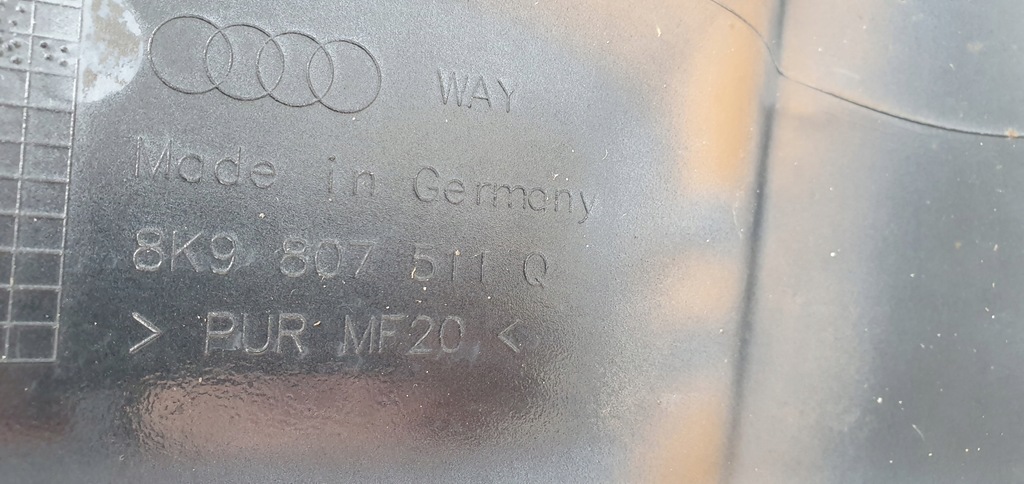 WAY
Made in Germany
8K9 807 511 Q
> PUR MF20 <